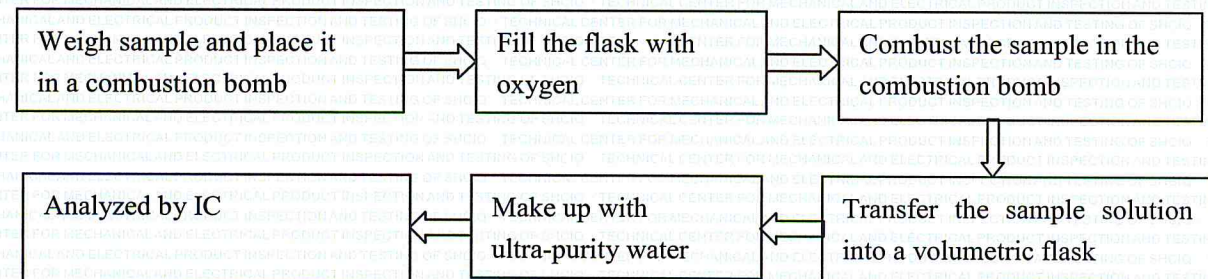 Weigh sample and place it
in a combustion bomb
Fill the flask with
oxygen
Combust the sample in the
combustion bomb
Transfer the sample solution
into a volumetric flask
Make up with
ultra-purity water
Analyzed by IC